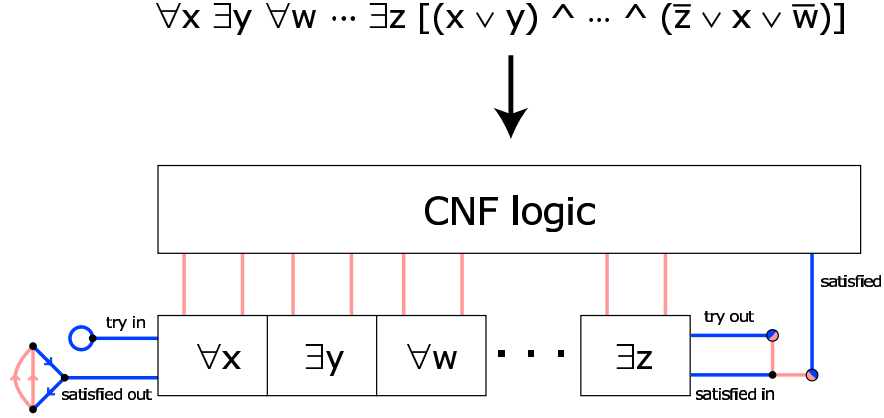 ∀x ∃y ∀w ··· ∃z [(x ∨ y) ^ ... ^ (z̅ ∨ x ∨ w̅)]
CNF logic
satisfied
try in
∀x ∃y ∀w · · · ∃z
try out
satisfied out
satisfied in